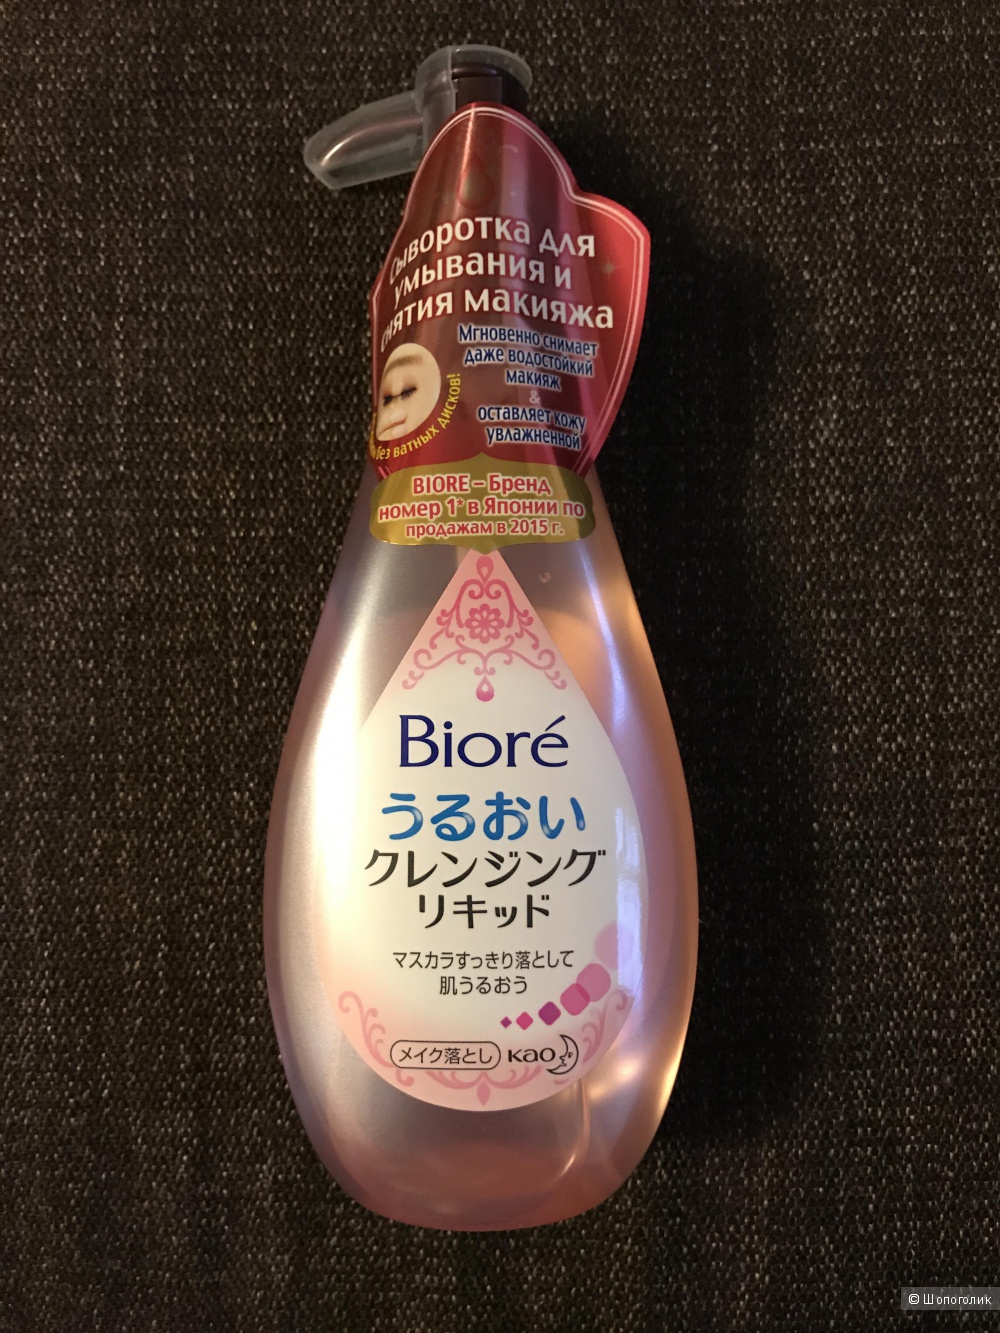 Сыворотка для
умывания и
снятия макияжа
Мгновенно снимает
даже водостойкий
макияж
&
оставляет кожу
увлажненной
без ватных дисков!
BIORE – Бренд
номер 1* в Японии по
продажам в 2015 г.
Bioré
うるおい
クレンジング
リキッド
マスカラすっきり落として
肌うるおう
メイク落とし
Kao
© Шопоголик